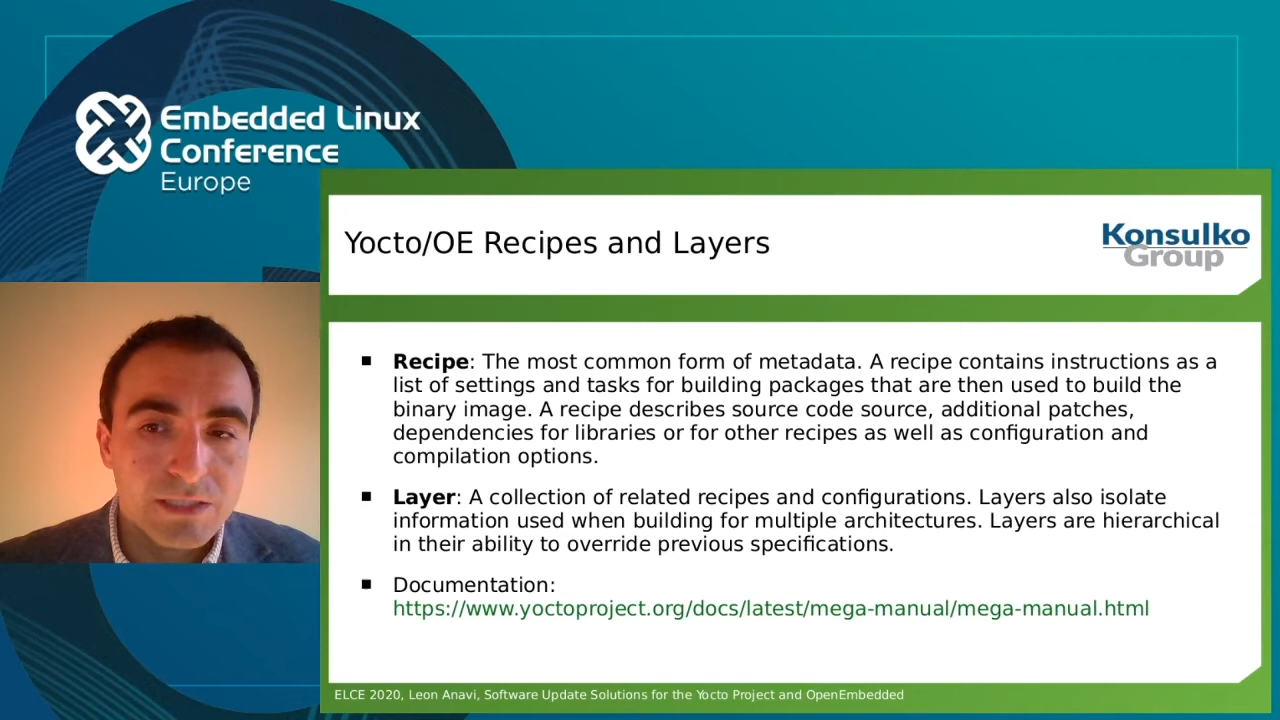 Embedded Linux
Conference
Europe
Yocto/OE Recipes and Layers
Konsulko
Group
Recipe: The most common form of metadata. A recipe contains instructions as a
list of settings and tasks for building packages that are then used to build the
binary image. A recipe describes source code source, additional patches,
dependencies for libraries or for other recipes as well as configuration and
compilation options.
Layer: A collection of related recipes and configurations. Layers also isolate
information used when building for multiple architectures. Layers are hierarchical
in their ability to override previous specifications.
Documentation:
https://www.yoctoproject.org/docs/latest/mega-manual/mega-manual.html
ELCE 2020, Leon Anavi, Software Update Solutions for the Yocto Project and OpenEmbedded